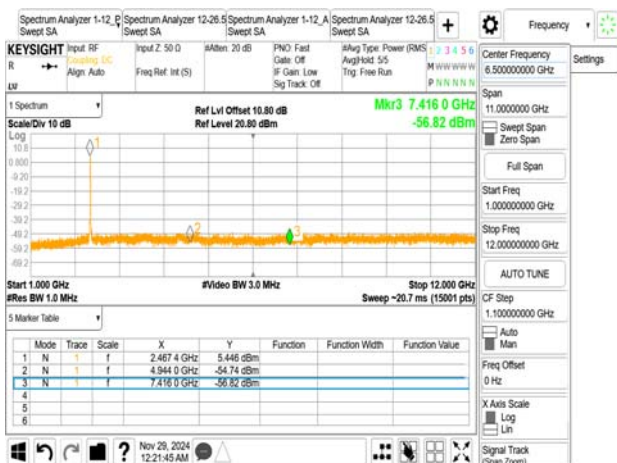 Spectrum Analyzer 1-12_P
Swept SA
Spectrum Analyzer 12-26.5
Swept SA
Spectrum Analyzer 1-12_A
Swept SA
Spectrum Analyzer 12-26.5
Swept SA
+
Frequency
KEYSIGHT
R
Input: RF
Coupling: DC
Align: Auto
Input Z: 50 Ω
Freq Ref: Int (S)
#Atten: 20 dB
PNO: Fast
Gate: Off
IF Gain: Low
Sig Track: Off
#Avg Type: Power (RMS
Avg|Hold: 5/5
Trig: Free Run
1 2 3 4 5 6
M W W W W W
P N N N N N
LXI
1 Spectrum
Scale/Div 10 dB
Ref Lvl Offset 10.80 dB
Ref Level 20.80 dBm
Mkr3 7.416 0 GHz
-56.82 dBm
Log
10.8
0.800
-9.20
-19.2
-29.2
-39.2
-49.2
-59.2
-69.2
1
2
3
Start 1.000 GHz
#Res BW 1.0 MHz
#Video BW 3.0 MHz
Stop 12.000 GHz
Sweep ~20.7 ms (15001 pts)
5 Marker Table
Mode Trace Scale X Y Function Function Width Function Value
1 N 1 f 2.467 4 GHz 5.446 dBm
2 N 1 f 4.944 0 GHz -54.74 dBm
3 N 1 f 7.416 0 GHz -56.82 dBm
4
5
6
?
Nov 29, 2024
12:21:45 AM
Center Frequency
6.500000000 GHz
Settings
Span
11.0000000 GHz
Swept Span
Zero Span
Full Span
Start Freq
1.000000000 GHz
Stop Freq
12.000000000 GHz
AUTO TUNE
CF Step
1.100000000 GHz
Auto
Man
Freq Offset
0 Hz
X Axis Scale
Log
Lin
Signal Track
(Span Zoom)